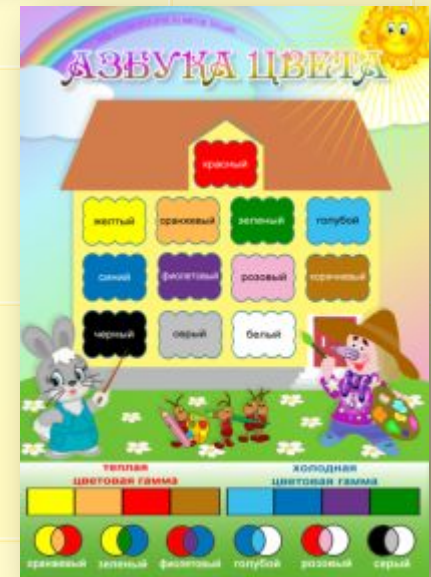 АЗБУКА ЦВЕТА
красный
желтый оранжевый зеленый голубой
синий фиолетовый розовый коричневый
черный серый белый
теплая цветовая гамма
холодная цветовая гамма
оранжевый зеленый фиолетовый голубой розовый серый